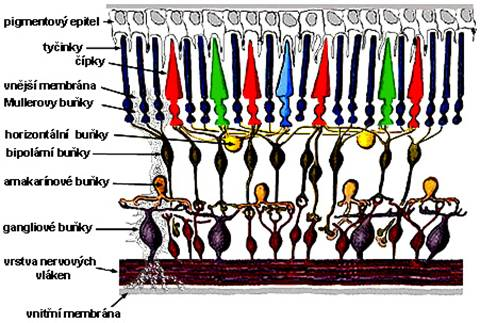 pigmentový epitel
tyčinky
čípky
vnější membrána
Mullerovy buňky
horizontální buňky
bipolární buňky
amakarínové buňky
gangliové buňky
vrstva nervových
vláken
vnitřní membrána